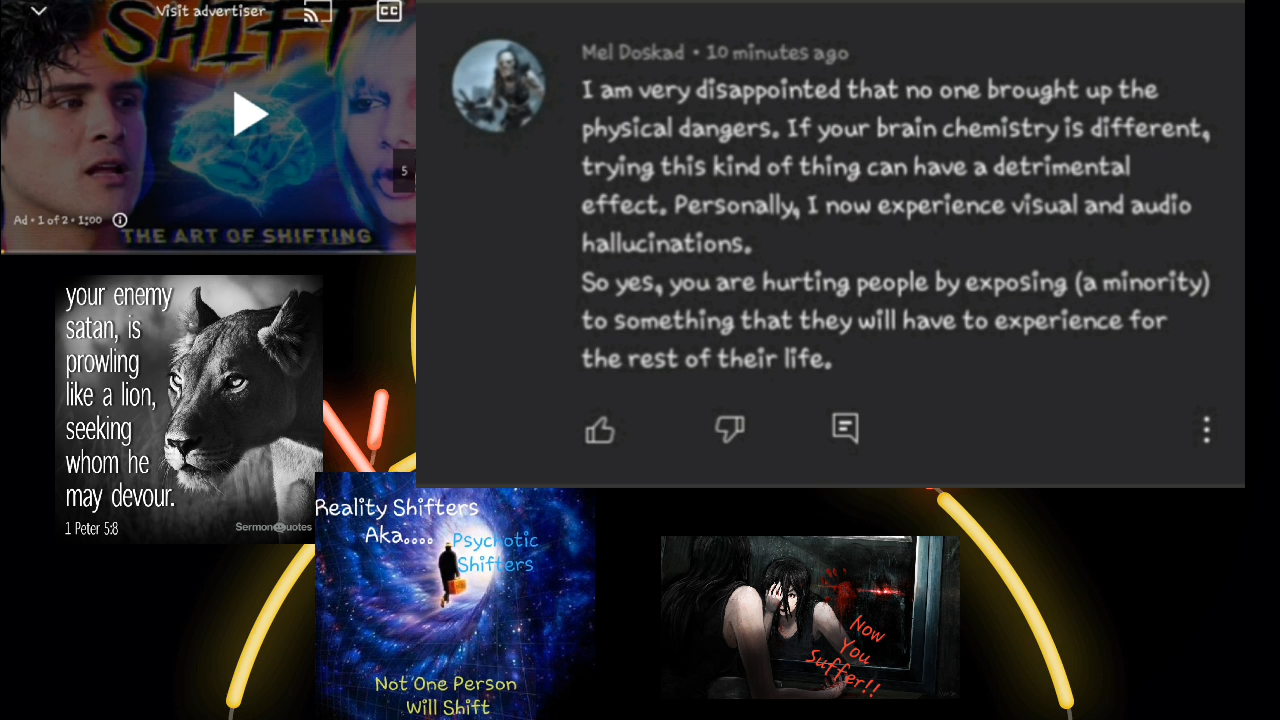 Visit advertiser
CC
SHIFT
5
Ad • 1 of 2 • 1:00
THE ART OF SHIFTING
Mel Doskad • 10 minutes ago
I am very disappointed that no one brought up the
physical dangers. If your brain chemistry is different,
trying this kind of thing can have a detrimental
effect. Personally, I now experience visual and audio
hallucinations.
So yes, you are hurting people by exposing (a minority)
to something that they will have to experience for
the rest of their life.
your enemy
satan, is
prowling
like a lion,
seeking
whom he
may devour.
1 Peter 5:8
SermonQuotes
Reality Shifters
Aka....
Psychotic
Shifters
Not One Person
Will Shift
Now
You
Suffer!!